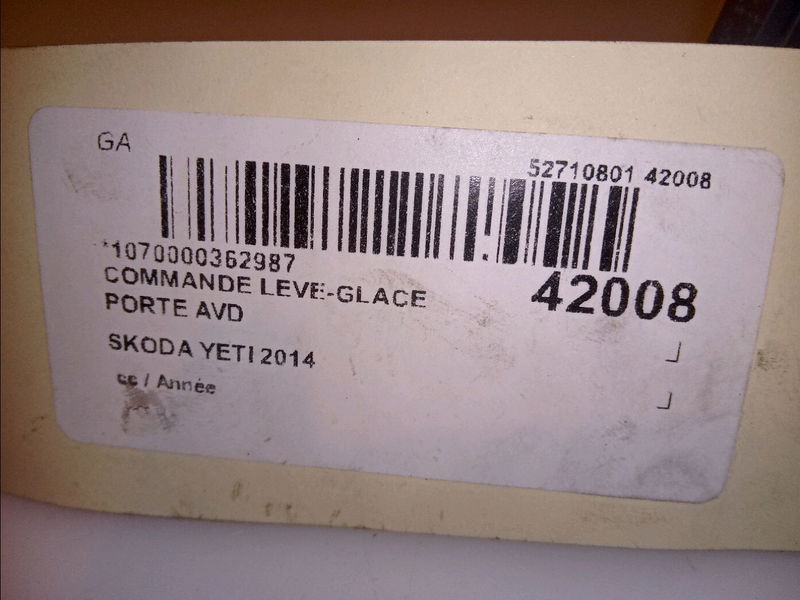 GA
52710801 42008
*1070000362987
COMMANDE LEVE-GLACE
PORTE AVD
42008
SKODA YETI 2014
cc / Année